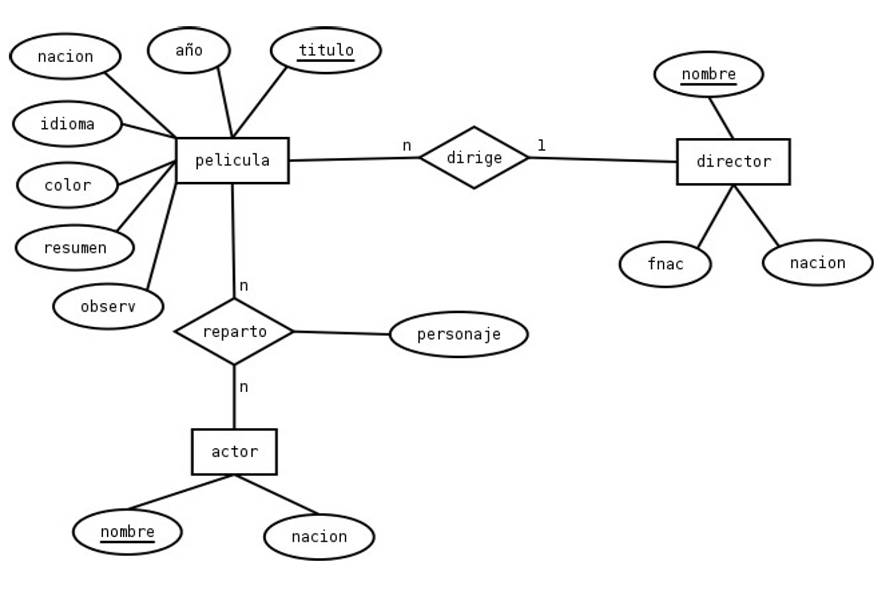 nacion
año
titulo
idioma
color
resumen
observ
pelicula
n
dirige
1
nombre
director
fnac
nacion
n
reparto
personaje
n
actor
nombre
nacion